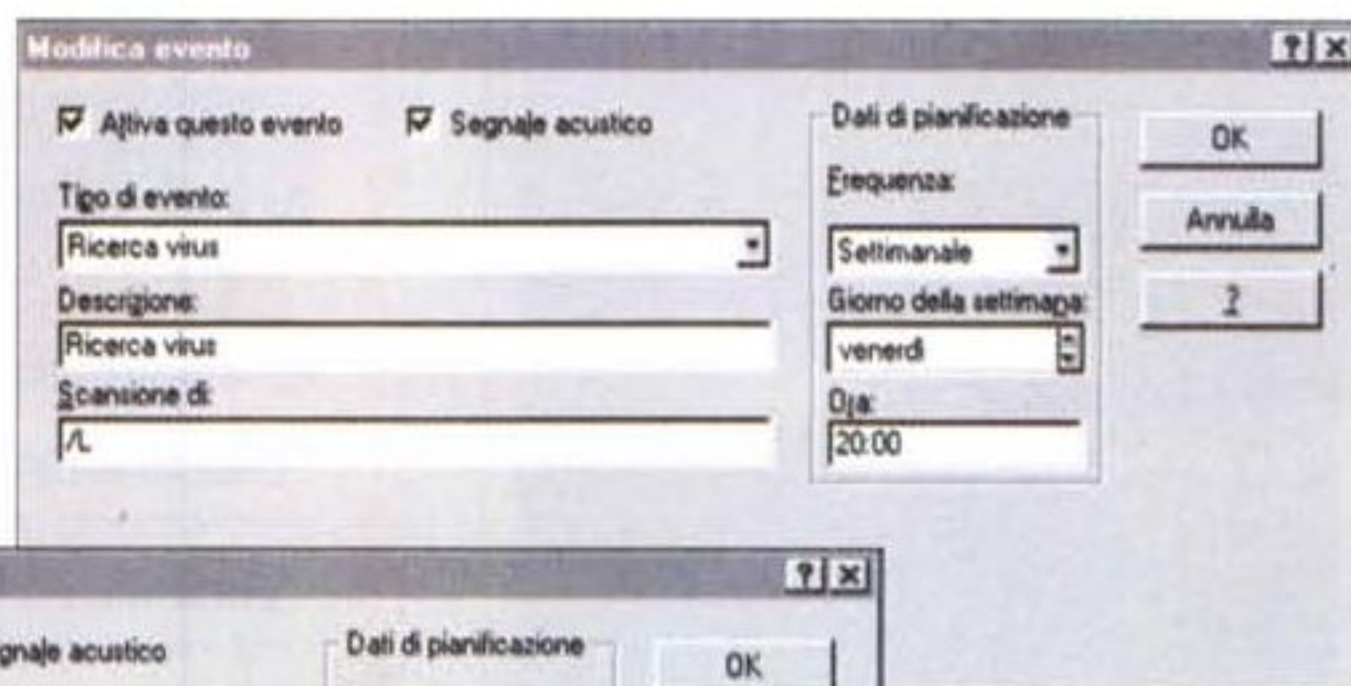 Modifica evento
Attiva questo evento
Segnale acustico
Tipo di evento:
Ricerca virus
Descrizione:
Ricerca virus
Scansione di:
/L
Dati di pianificazione
Frequenza:
Settimanale
Giorno della settimana:
venerdì
Ora:
20:00
OK
Annulla
?
gnale acustico
Dati di pianificazione
OK